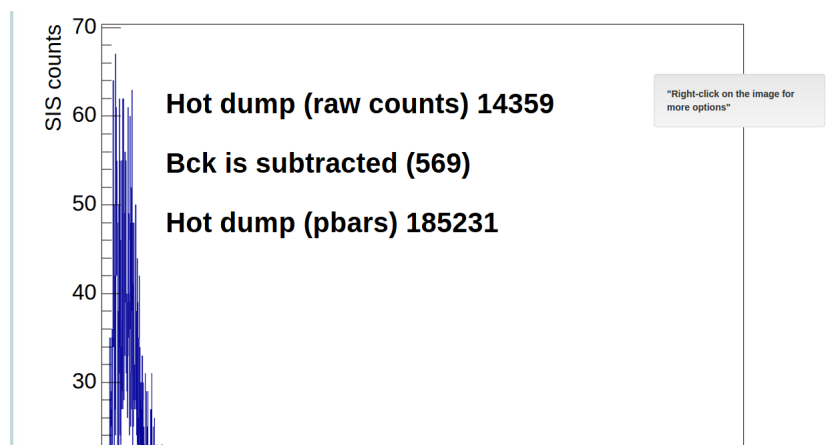 70
SIS counts
Hot dump (raw counts) 14359
"Right-click on the image for
more options"
60
Bck is subtracted (569)
50
Hot dump (pbars) 185231
40
30